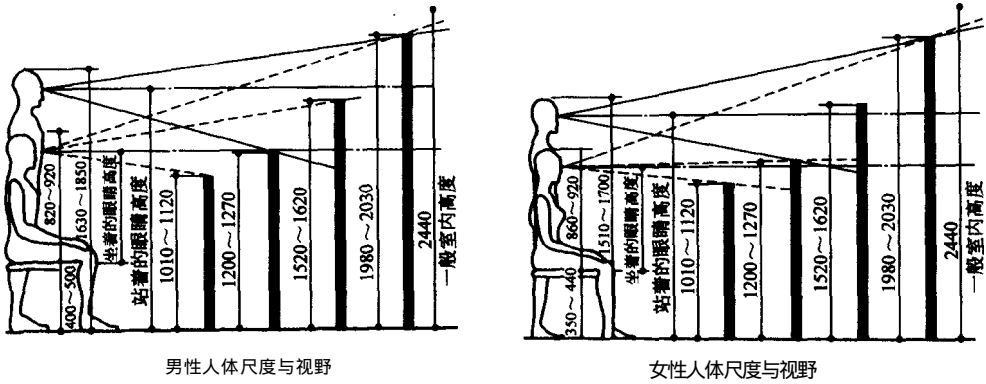 820～920
1630～1850
坐着的眼睛高度
400～500
站着的眼睛高度
1010～1120
1200～1270
1520～1620
1980～2030
2440
一般室内高度
男性人体尺度与视野
860～920
1510～1700
坐着的眼睛高度
350～440
站着的眼睛高度
1010～1120
1200～1270
1520～1620
1980～2030
2440
一般室内高度
女性人体尺度与视野